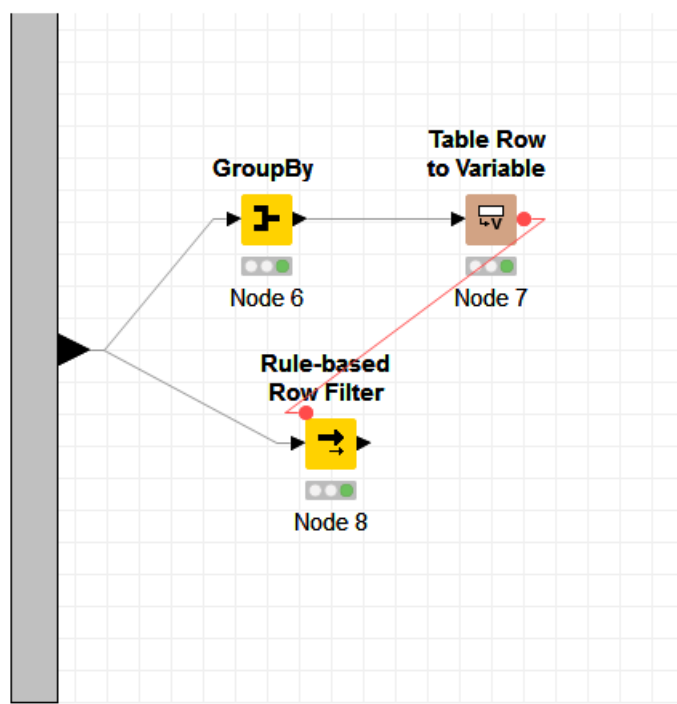 Table Row
to Variable
GroupBy
V
Node 6
Node 7
Rule-based
Row Filter
Node 8